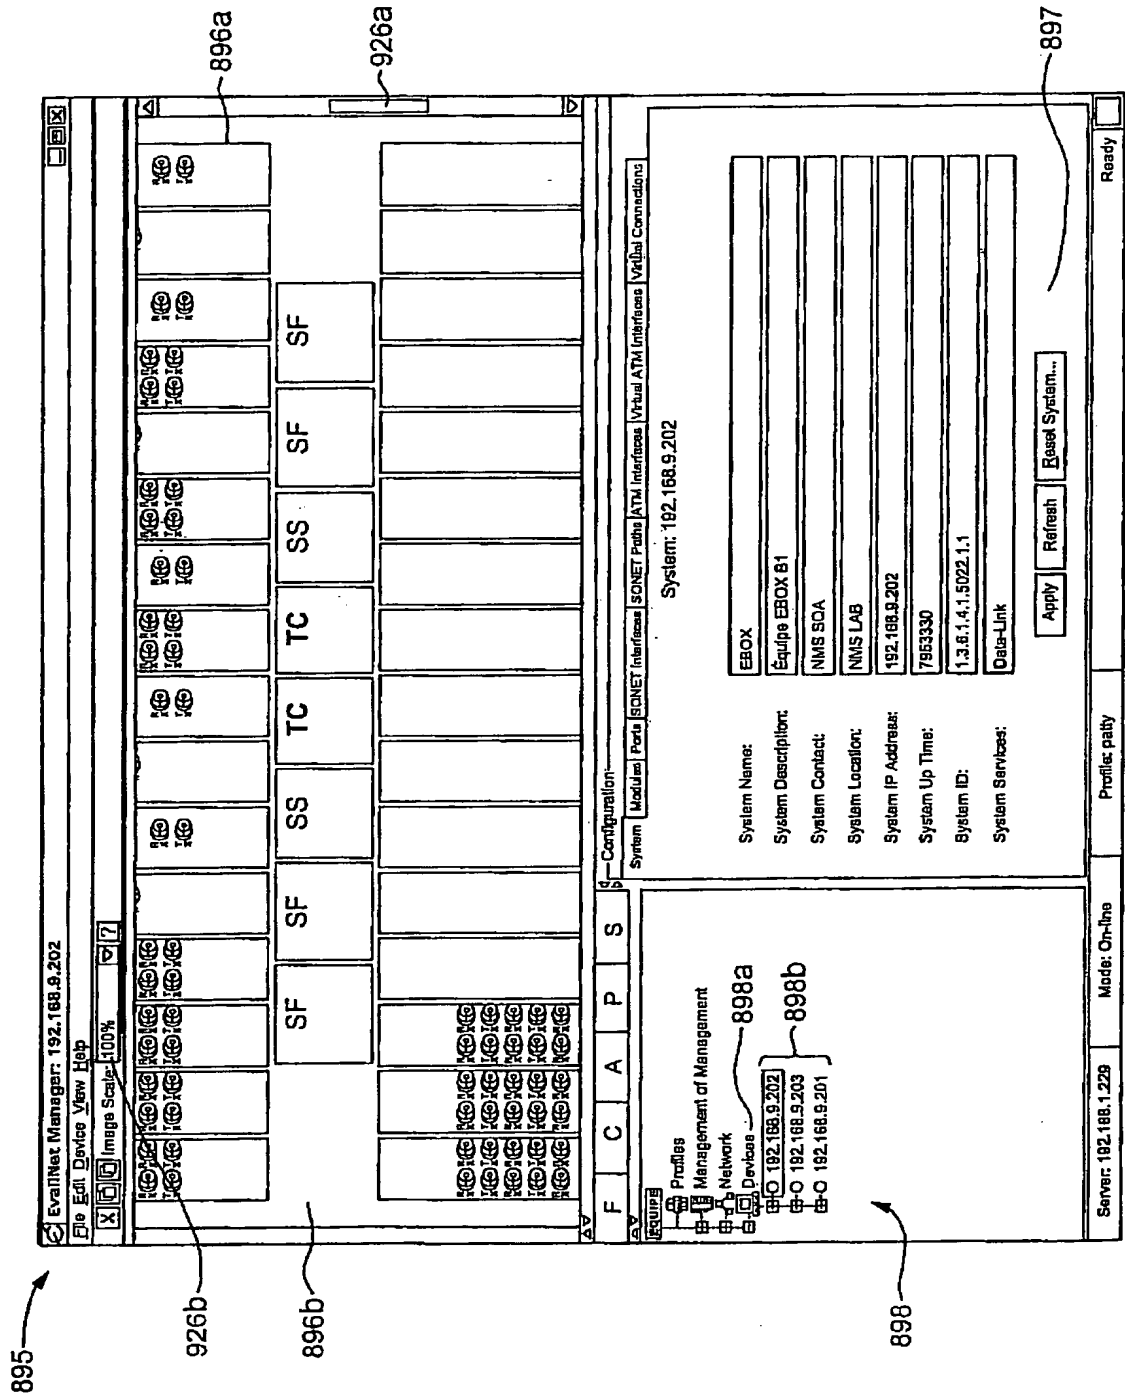 895
EvallNet Manager: 192.168.9.202
File Edit Device View Help
Image Scale: 100% ?
896a
926a
926b
896b
SF SF SS TC TC SS SF SF
F C A P S
EQUIPE
Profiles
Management of Management
Network
Devices
192.168.9.202
192.168.9.203
192.168.9.201
898a
898b
898
Configuration
System Modules Ports SONET Interfaces SONET Paths ATM Interfaces Virtual ATM Interfaces Virtual Connections
System: 192.168.9.202
System Name: EBOX
System Description: Equipe EBOX B1
System Contact: NMS SQA
System Location: NMS LAB
System IP Address: 192.168.9.202
System Up Time: 7953330
System ID: 1.3.6.1.4.1.5022.1.1
System Services: Data-Link
Apply Refresh Reset System...
897
Server: 192.168.1.229 Mode: On-line Profile: patty Ready